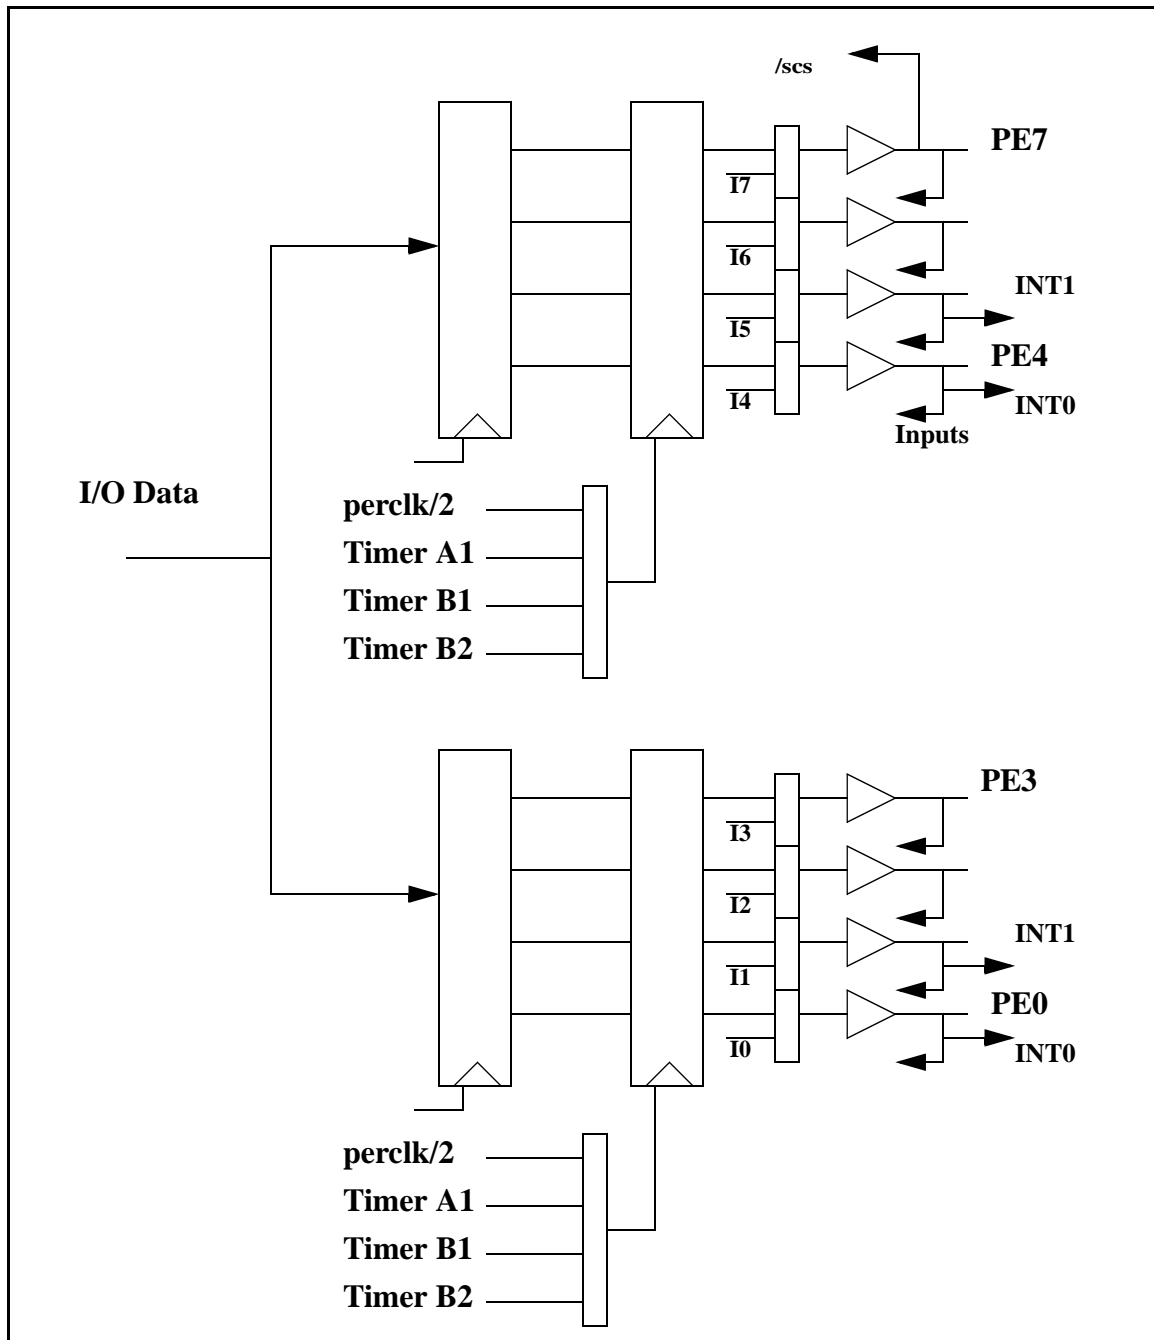 /scs
PE7
I7
I6
INT1
I5
PE4
I4
INT0
Inputs
I/O Data
perclk/2
Timer A1
Timer B1
Timer B2
PE3
I3
I2
INT1
I1
PE0
I0
INT0
perclk/2
Timer A1
Timer B1
Timer B2